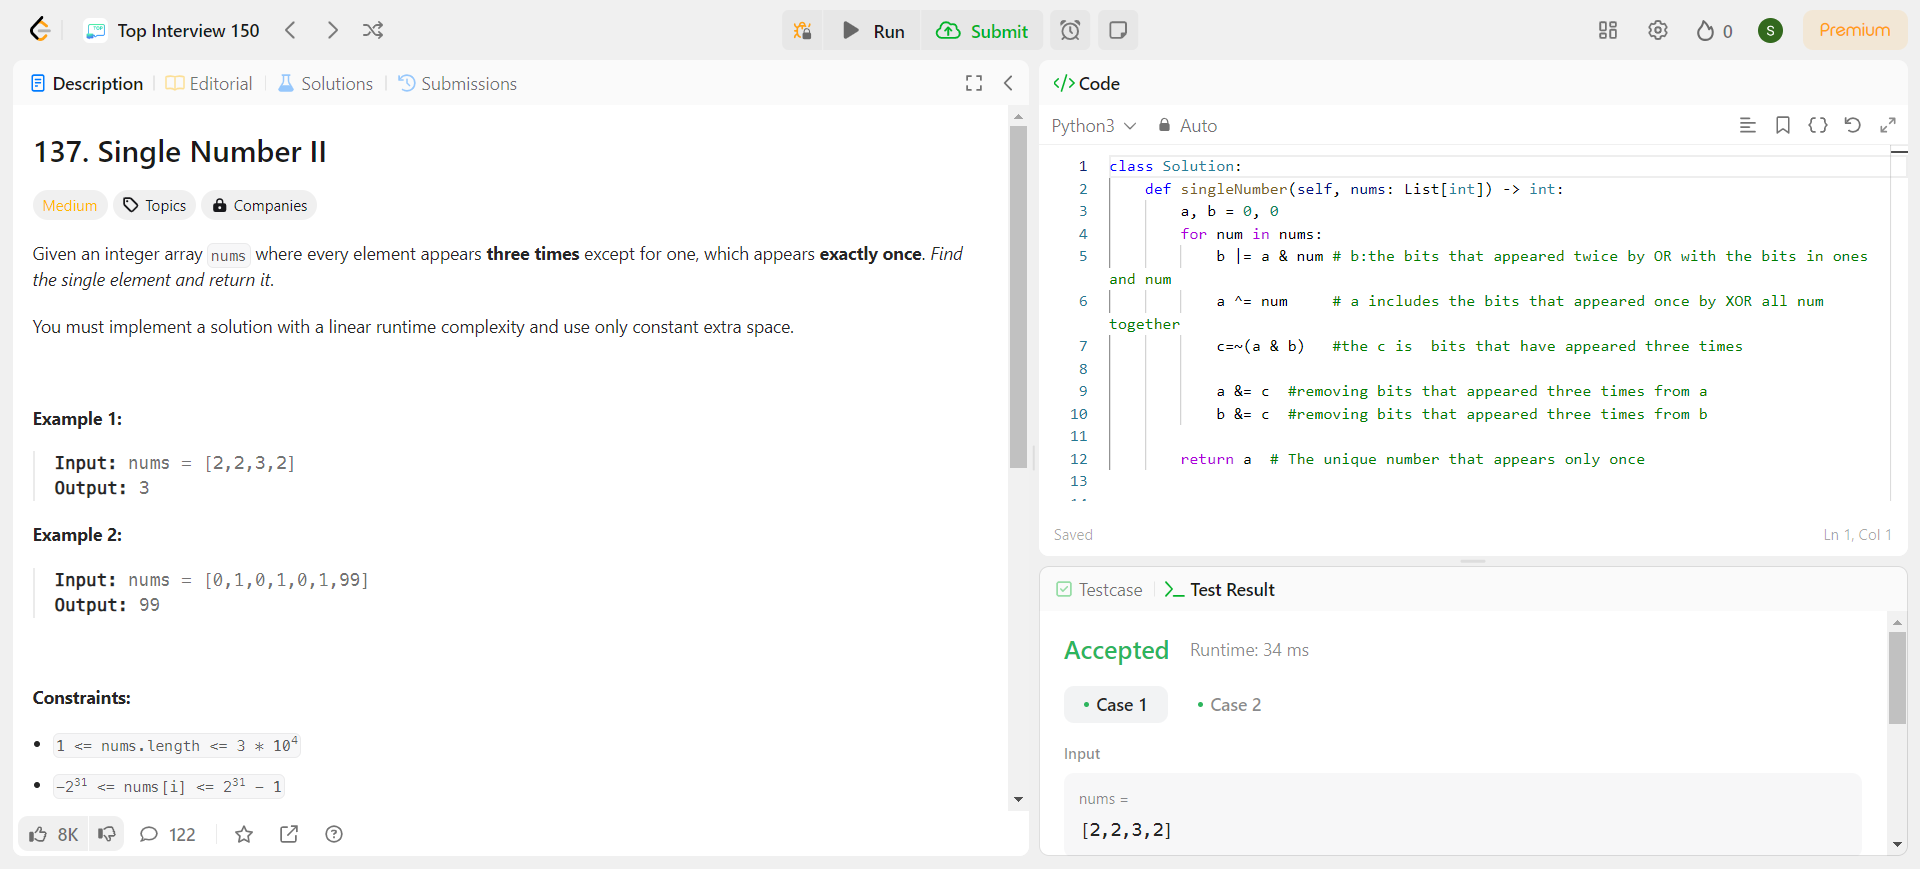 Top Interview 150
Run
Submit
0
S
Premium
Description
Editorial
Solutions
Submissions
137. Single Number II
Medium
Topics
Companies
Given an integer array nums where every element appears three times except for one, which appears exactly once. Find
the single element and return it.
You must implement a solution with a linear runtime complexity and use only constant extra space.
Example 1:
Input: nums = [2,2,3,2]
Output: 3
Example 2:
Input: nums = [0,1,0,1,0,1,99]
Output: 99
Constraints:
• 1 <= nums.length <= 3 * 10⁴
• -2³¹ <= nums[i] <= 2³¹ - 1
8K
122
</> Code
Python3
Auto
1 class Solution:
2     def singleNumber(self, nums: List[int]) -> int:
3         a, b = 0, 0
4         for num in nums:
5             b |= a & num # b:the bits that appeared twice by OR with the bits in ones
and num
6             a ^= num     # a includes the bits that appeared once by XOR all num
together
7             c=~(a & b)   #the c is  bits that have appeared three times
8
9             a &= c  #removing bits that appeared three times from a
10             b &= c  #removing bits that appeared three times from b
11
12         return a  # The unique number that appears only once
13
Saved
Ln 1, Col 1
Testcase
Test Result
Accepted
Runtime: 34 ms
• Case 1
• Case 2
Input
nums =
[2,2,3,2]